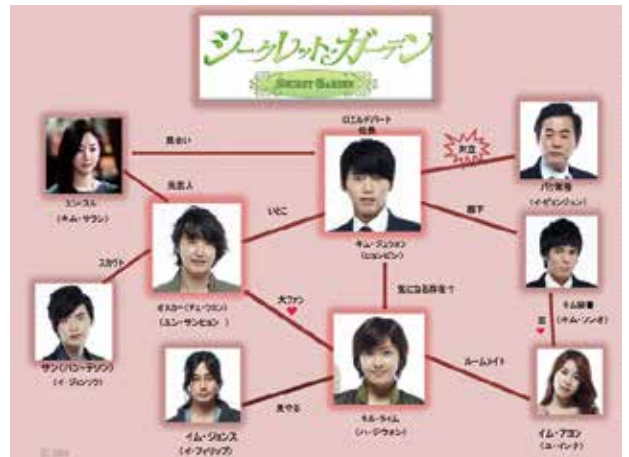 シークレット・ガーデン
SECRET GARDEN
ロエルデパート
社長
見合い
対立
ユン・スル
(キム・サラン)
元恋人
いとこ
部下
パク常務
(イ・ビョンジュン)
キム・ジュウォン
(ヒョンビン)
スカウト
オスカー(チェ・ウヨン)
(ユン・サンヒョン)
大ファン
気になる存在?
キム秘書
(キム・ソンオ)
恋
サン(ハン・テソン)
(イ・ジョンソク)
ルームメイト
見守る
イム・ジョンス
(イ・フィリップ)
キル・ライム
(ハ・ジウォン)
イム・アヨン
(ユ・インナ)